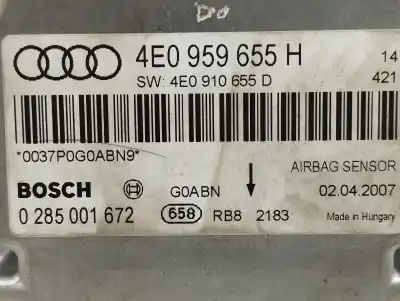 DO
4E0 959 655 H 14
SW: 4E0 910 655 D 421
*0037P0G0ABN9*
AIRBAG SENSOR
BOSCH G0ABN 02.04.2007
0 285 001 672 658 RB8 2183 Made in Hungary